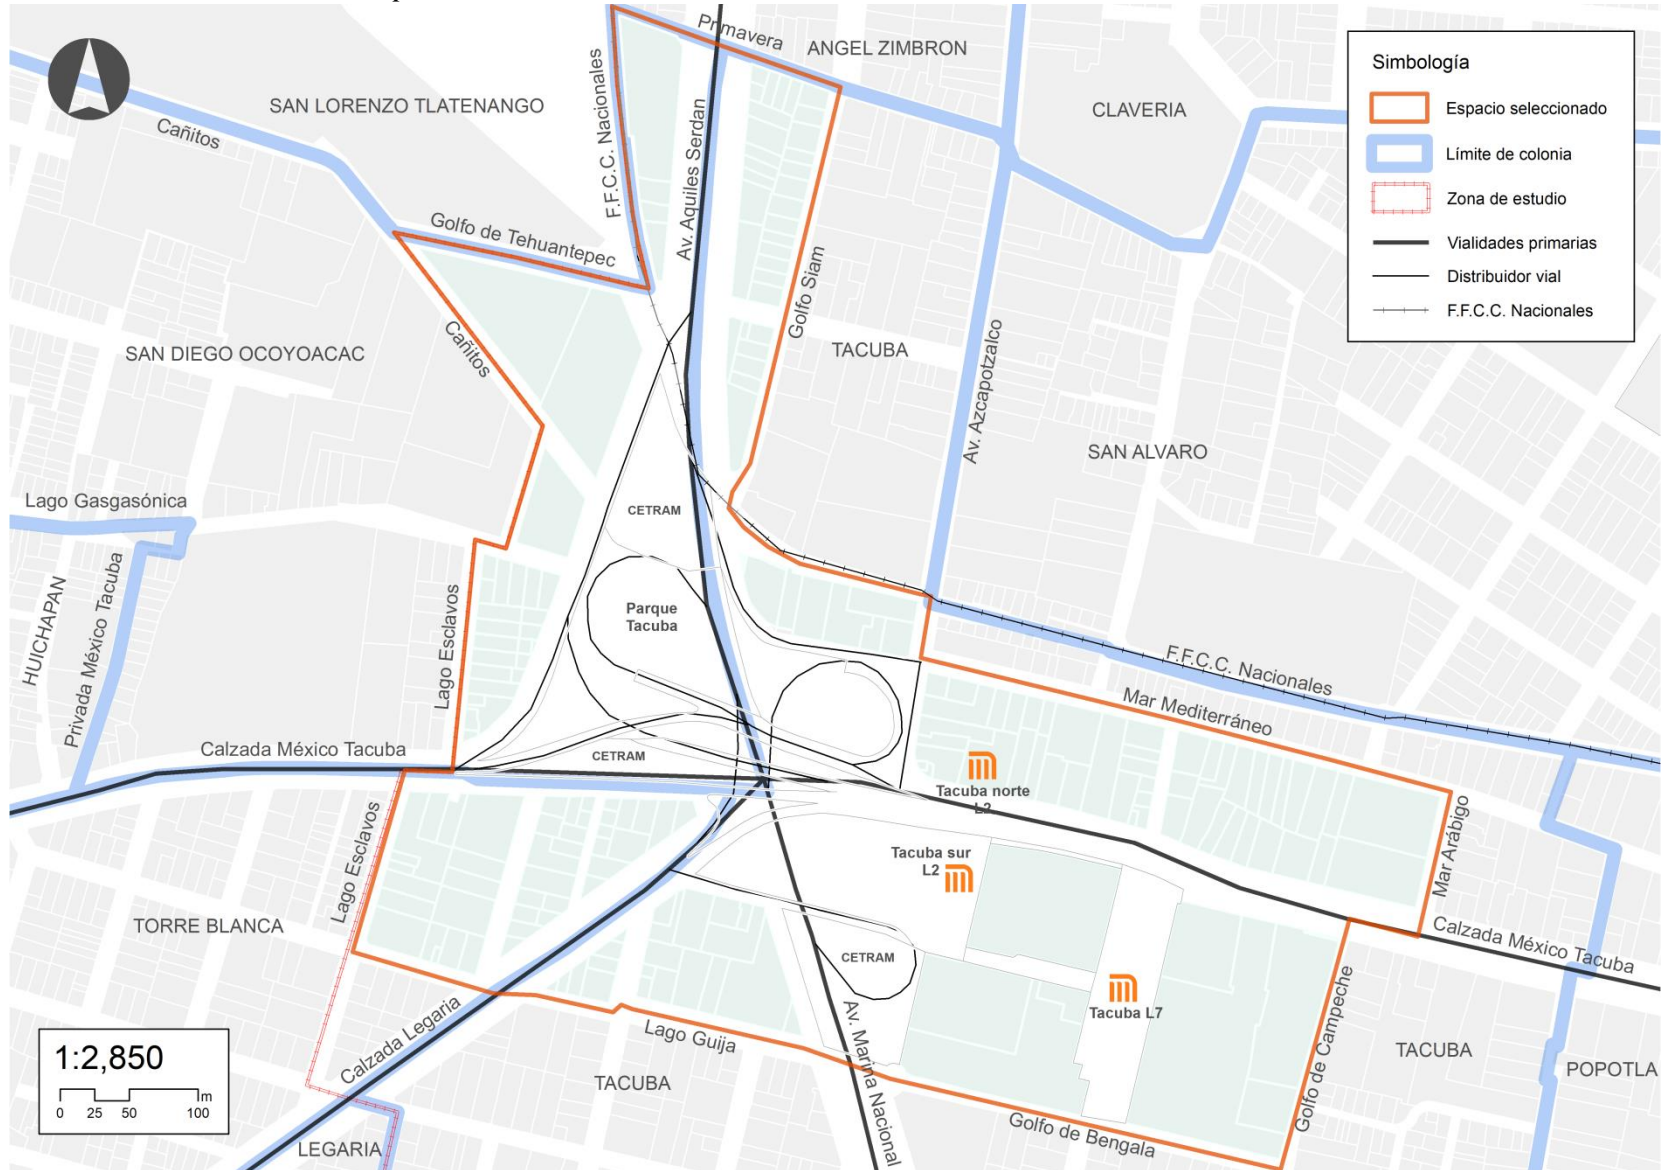 Primavera
ANGEL ZIMBRON
SAN LORENZO TLATENANGO
CLAVERIA
Cañitos
F.F.C.C. Nacionales
Av. Aquiles Serdan
Golfo de Tehuantepec
Golfo Siam
Cañitos
SAN DIEGO OCOYOACAC
TACUBA
Av. Azcapotzalco
SAN ALVARO
Simbología
Espacio seleccionado
Límite de colonia
Zona de estudio
Vialidades primarias
Distribuidor vial
F.F.C.C. Nacionales
Lago Gasgasónica
CETRAM
HUICHAPAN
Privada México Tacuba
Lago Esclavos
Parque
Tacuba
F.F.C.C. Nacionales
Mar Mediterráneo
Calzada México Tacuba
CETRAM
Tacuba norte
L2
Mar Arábigo
Lago Esclavos
Tacuba sur
L2
TORRE BLANCA
Calzada México Tacuba
CETRAM
Tacuba L7
Calzada Legaria
Lago Guija
Av. Marina Nacional
Golfo de Campeche
TACUBA
POPOTLA
TACUBA
Golfo de Bengala
LEGARIA
1:2,850
m
0 25 50 100